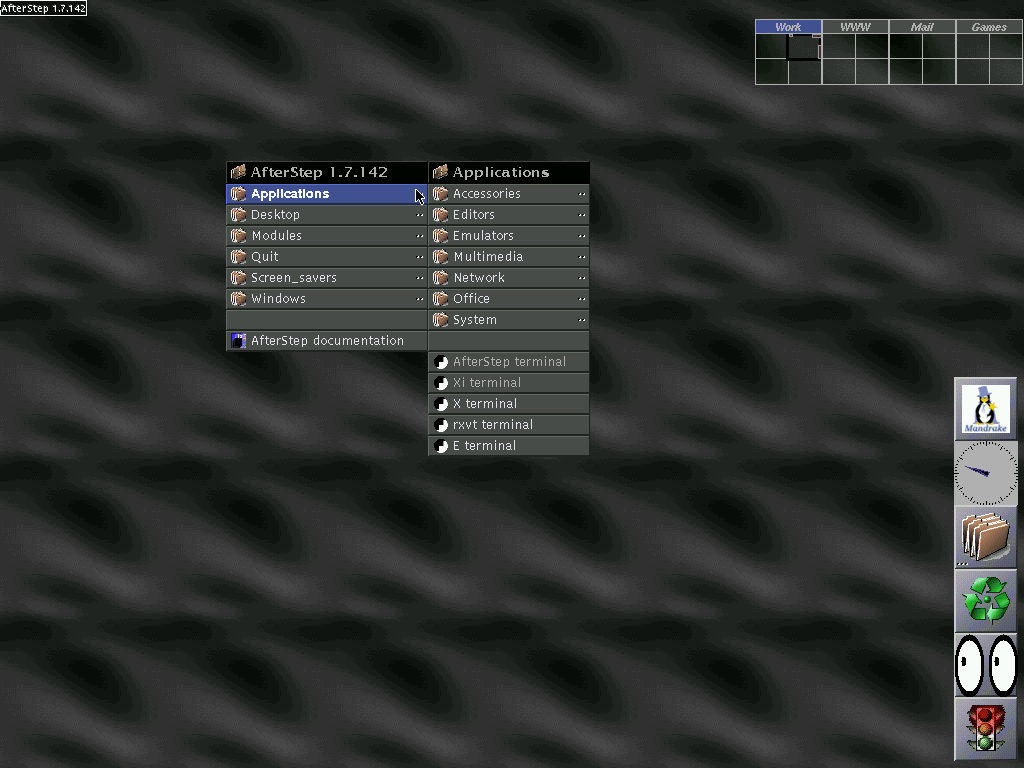 AfterStep 1.7.142
Work WWW Mail Games
AfterStep 1.7.142
Applications
Desktop
Modules
Quit
Screen_savers
Windows
AfterStep documentation
Applications
Accessories
Editors
Emulators
Multimedia
Network
Office
System
AfterStep terminal
Xi terminal
X terminal
rxvt terminal
E terminal
Mandrake